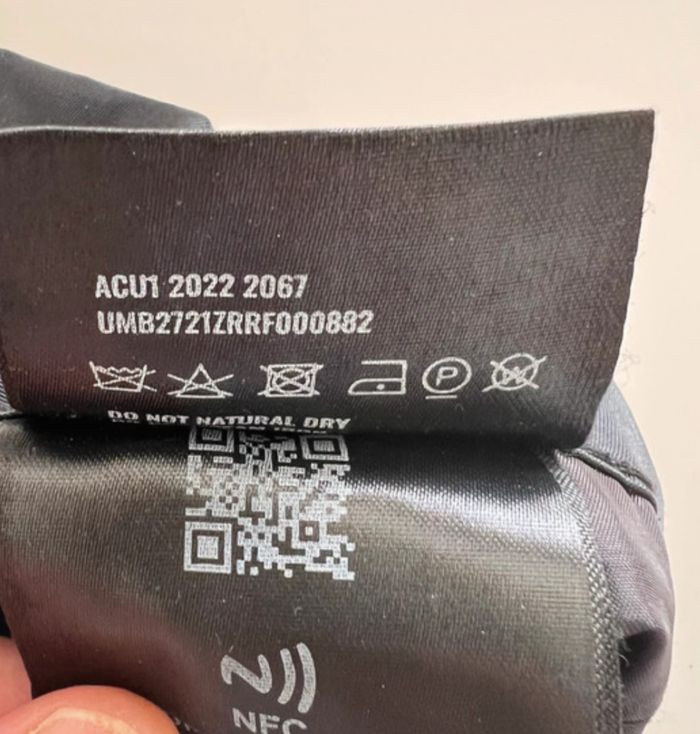 ACU1 2022 2067
UMB2721ZRRF000882
P
W
DO NOT NATURAL DRY
NFC